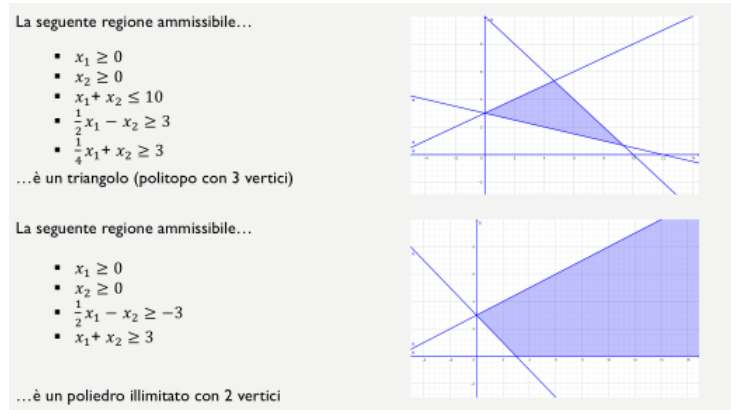 La seguente regione ammissibile…
▪ x₁ ≥ 0
▪ x₂ ≥ 0
▪ x₁+ x₂ ≤ 10
▪ ½x₁ − x₂ ≥ 3
▪ ¼x₁+ x₂ ≥ 3
…è un triangolo (politopo con 3 vertici)
La seguente regione ammissibile…
▪ x₁ ≥ 0
▪ x₂ ≥ 0
▪ ½x₁ − x₂ ≥ −3
▪ x₁+ x₂ ≥ 3
…è un poliedro illimitato con 2 vertici